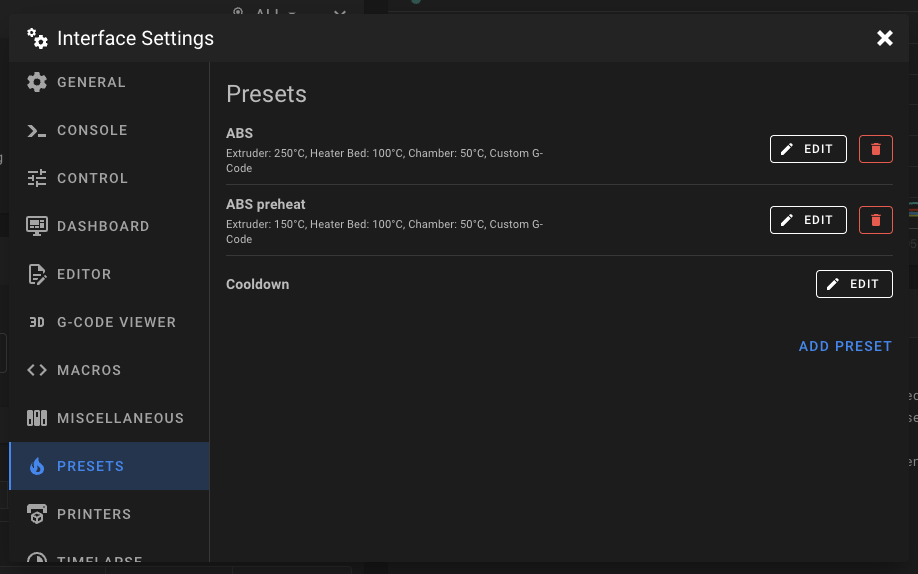 ALL
Interface Settings
GENERAL
CONSOLE
CONTROL
DASHBOARD
EDITOR
3D G-CODE VIEWER
MACROS
MISCELLANEOUS
PRESETS
PRINTERS
TIMELAPSE
Presets
ABS
Extruder: 250°C, Heater Bed: 100°C, Chamber: 50°C, Custom G-
Code
EDIT
ABS preheat
Extruder: 150°C, Heater Bed: 100°C, Chamber: 50°C, Custom G-
Code
EDIT
Cooldown
EDIT
ADD PRESET